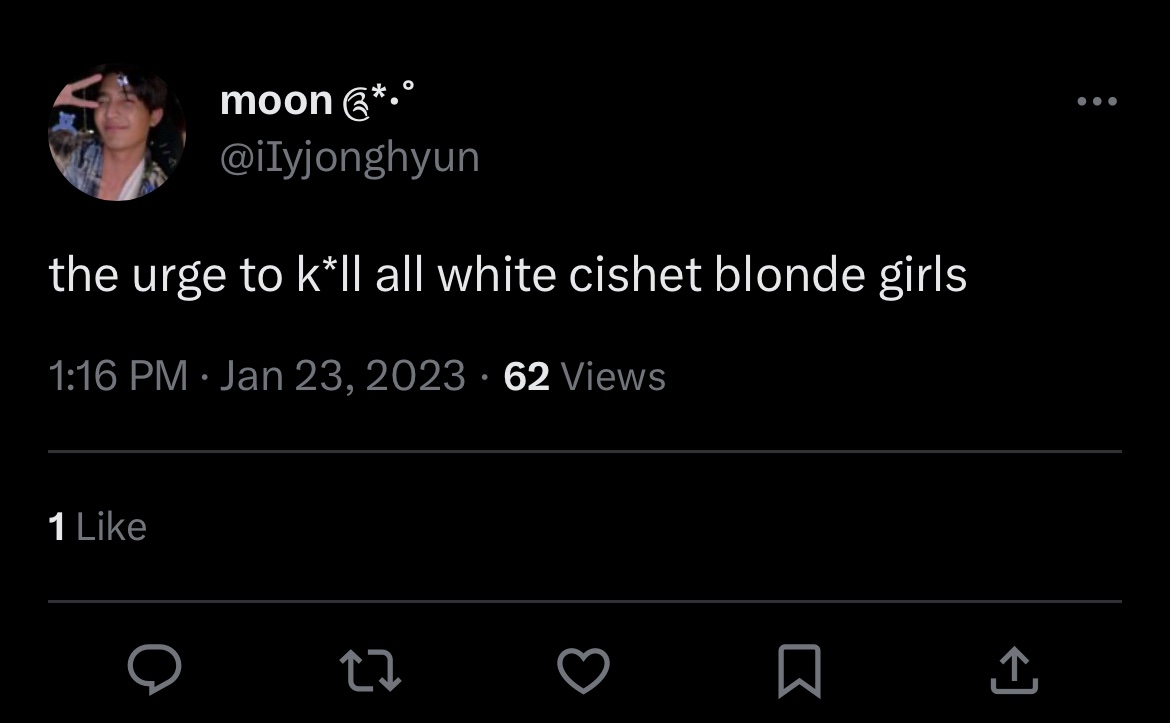 moon ೃ*·˚
@iIyjonghyun
the urge to k*ll all white cishet blonde girls
1:16 PM · Jan 23, 2023 · 62 Views
1 Like